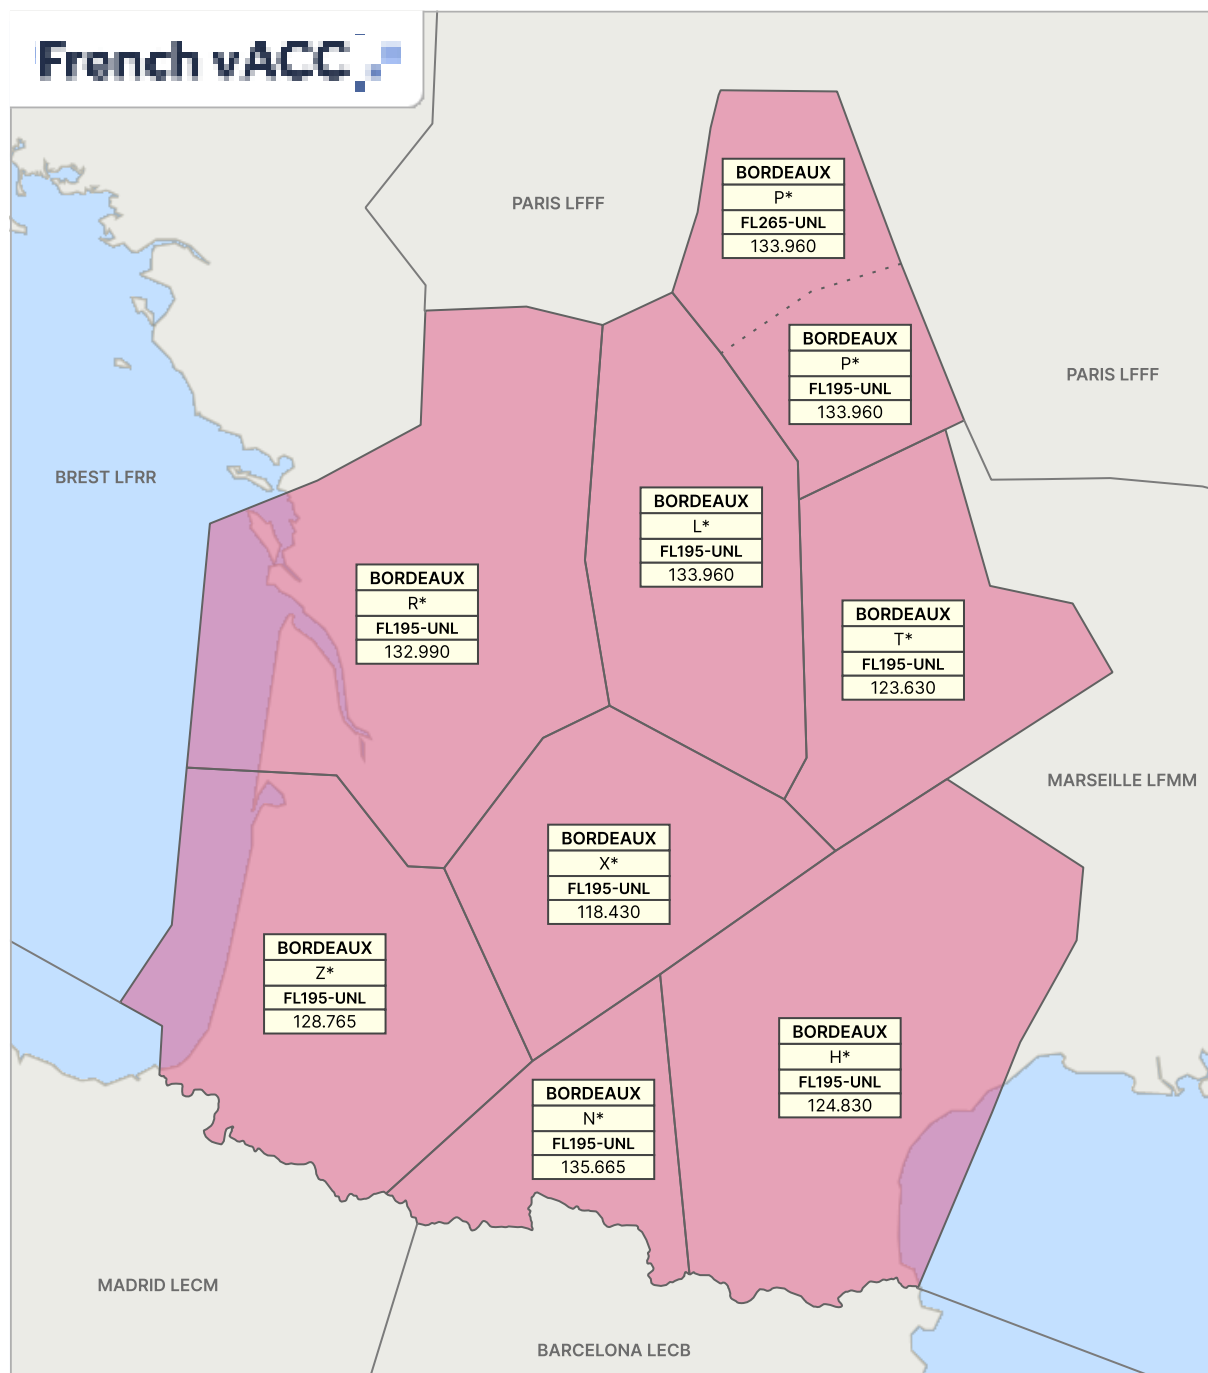 French vACC
PARIS LFFF
BORDEAUX
P*
FL265-UNL
133.960
BORDEAUX
P*
FL195-UNL
133.960
PARIS LFFF
BREST LFRR
BORDEAUX
L*
FL195-UNL
133.960
BORDEAUX
R*
FL195-UNL
132.990
BORDEAUX
T*
FL195-UNL
123.630
MARSEILLE LFMM
BORDEAUX
X*
FL195-UNL
118.430
BORDEAUX
Z*
FL195-UNL
128.765
BORDEAUX
H*
FL195-UNL
124.830
BORDEAUX
N*
FL195-UNL
135.665
MADRID LECM
BARCELONA LECB